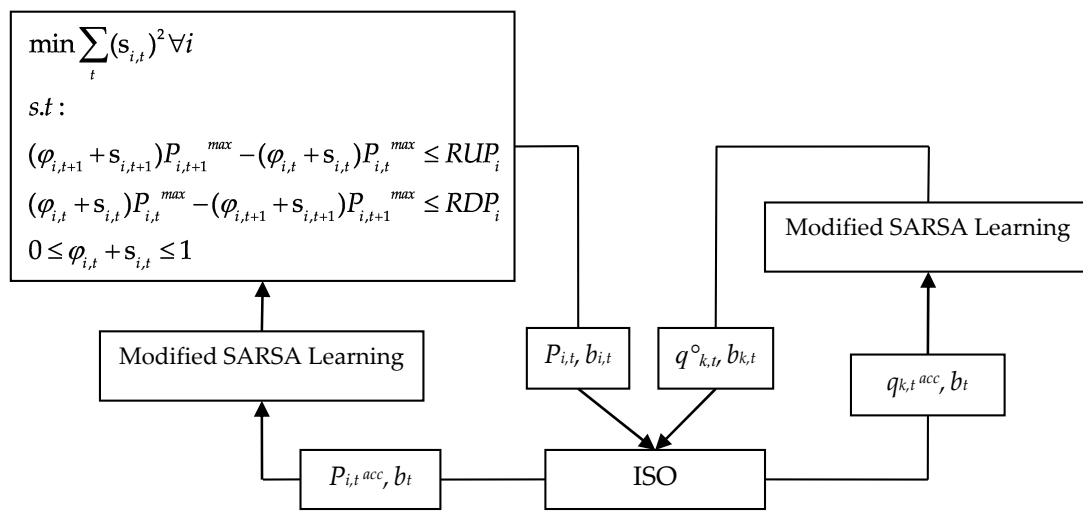 min ∑ₜ (s_{i,t})² ∀i
s.t :
(φ_{i,t+1} + s_{i,t+1})P_{i,t+1}^{max} − (φ_{i,t} + s_{i,t})P_{i,t}^{max} ≤ RUP_i
(φ_{i,t} + s_{i,t})P_{i,t}^{max} − (φ_{i,t+1} + s_{i,t+1})P_{i,t+1}^{max} ≤ RDP_i
0 ≤ φ_{i,t} + s_{i,t} ≤ 1
Modified SARSA Learning
Modified SARSA Learning
P_{i,t}, b_{i,t}
q°_{k,t}, b_{k,t}
q_{k,t}^{acc}, b_t
P_{i,t}^{acc}, b_t
ISO